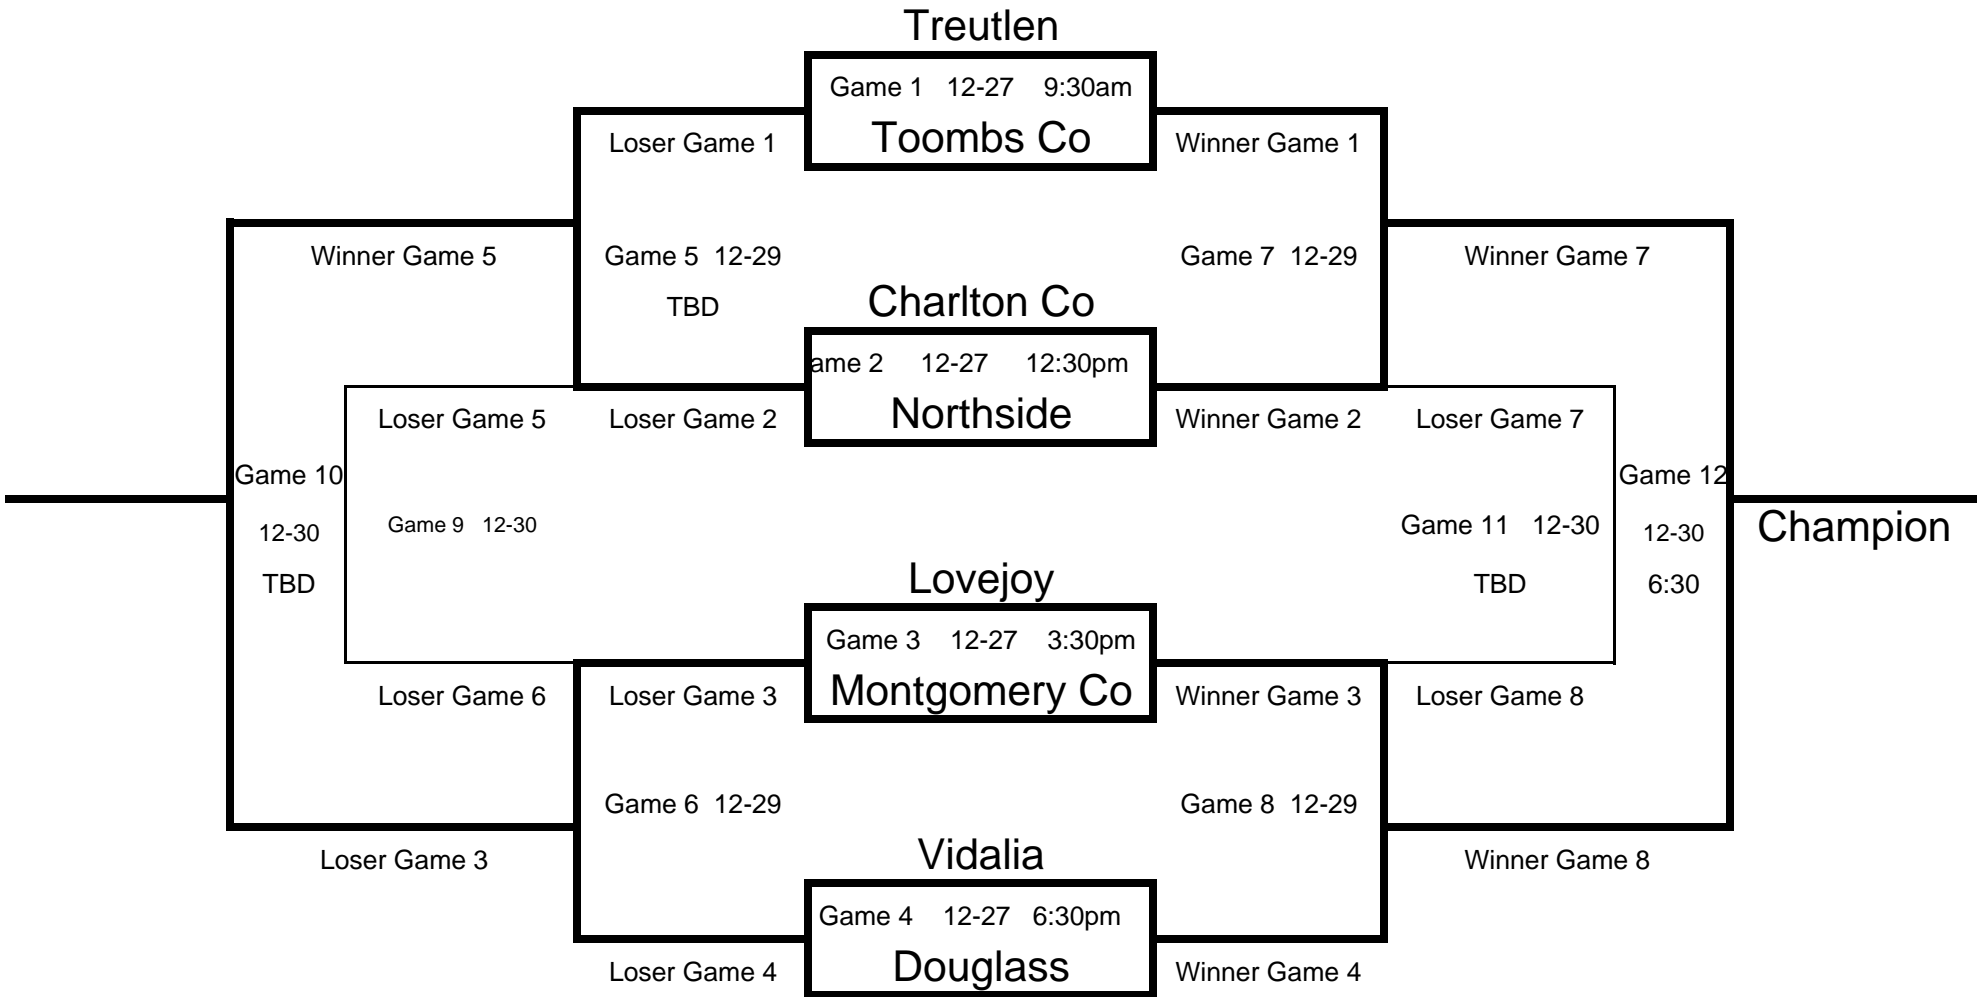 Treutlen
Game 1 12-27 9:30am
Loser Game 1 Toombs Co Winner Game 1
Winner Game 5 Game 5 12-29 Game 7 12-29 Winner Game 7
TBD Charlton Co
ame 2 12-27 12:30pm
Loser Game 5 Loser Game 2 Northside Winner Game 2 Loser Game 7
Game 10 Game 12
12-30 Game 9 12-30 Game 11 12-30 12-30 Champion
TBD Lovejoy TBD 6:30
Game 3 12-27 3:30pm
Loser Game 6 Loser Game 3 Montgomery Co Winner Game 3 Loser Game 8
Game 6 12-29 Game 8 12-29
Loser Game 3 Vidalia Winner Game 8
Game 4 12-27 6:30pm
Loser Game 4 Douglass Winner Game 4